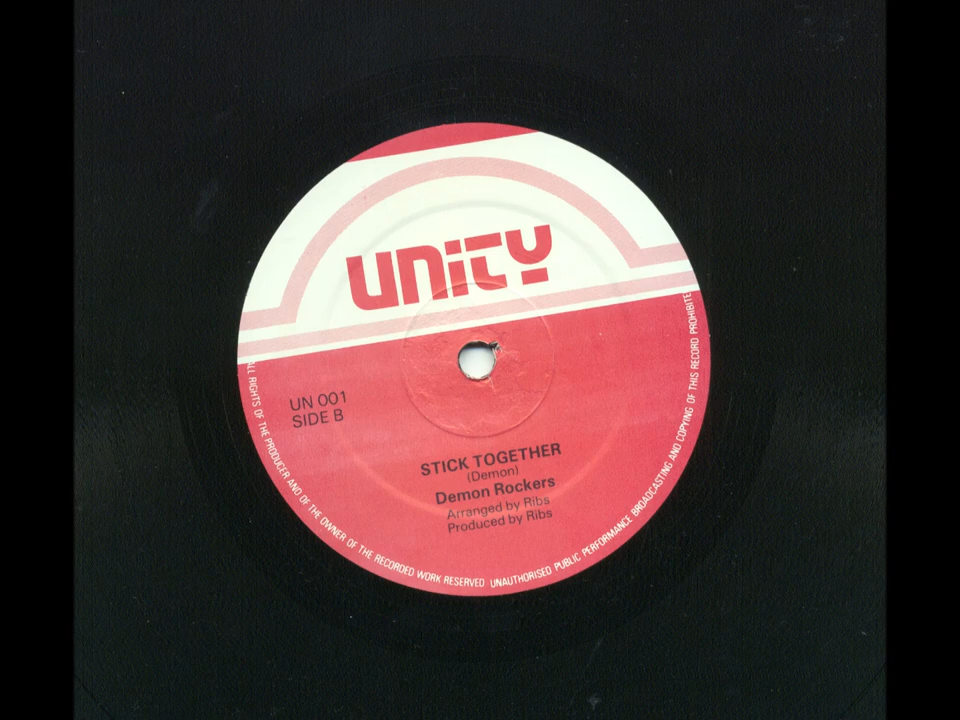 UNiTY
UN 001
SIDE B
STICK TOGETHER
(Demon)
Demon Rockers
Arranged by Ribs
Produced by Ribs
ALL RIGHTS OF THE PRODUCER AND OF THE OWNER OF THE RECORDED WORK RESERVED · UNAUTHORISED PUBLIC PERFORMANCE BROADCASTING AND COPYING OF THIS RECORD PROHIBITE